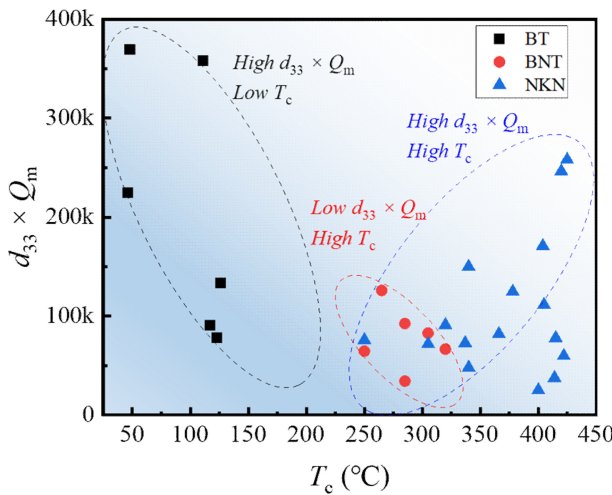 400k
300k
200k
100k
0
d33 × Qm
High d33 × Qm
Low Tc
BT
BNT
NKN
High d33 × Qm
High Tc
Low d33 × Qm
High Tc
50 100 150 200 250 300 350 400 450
Tc (°C)